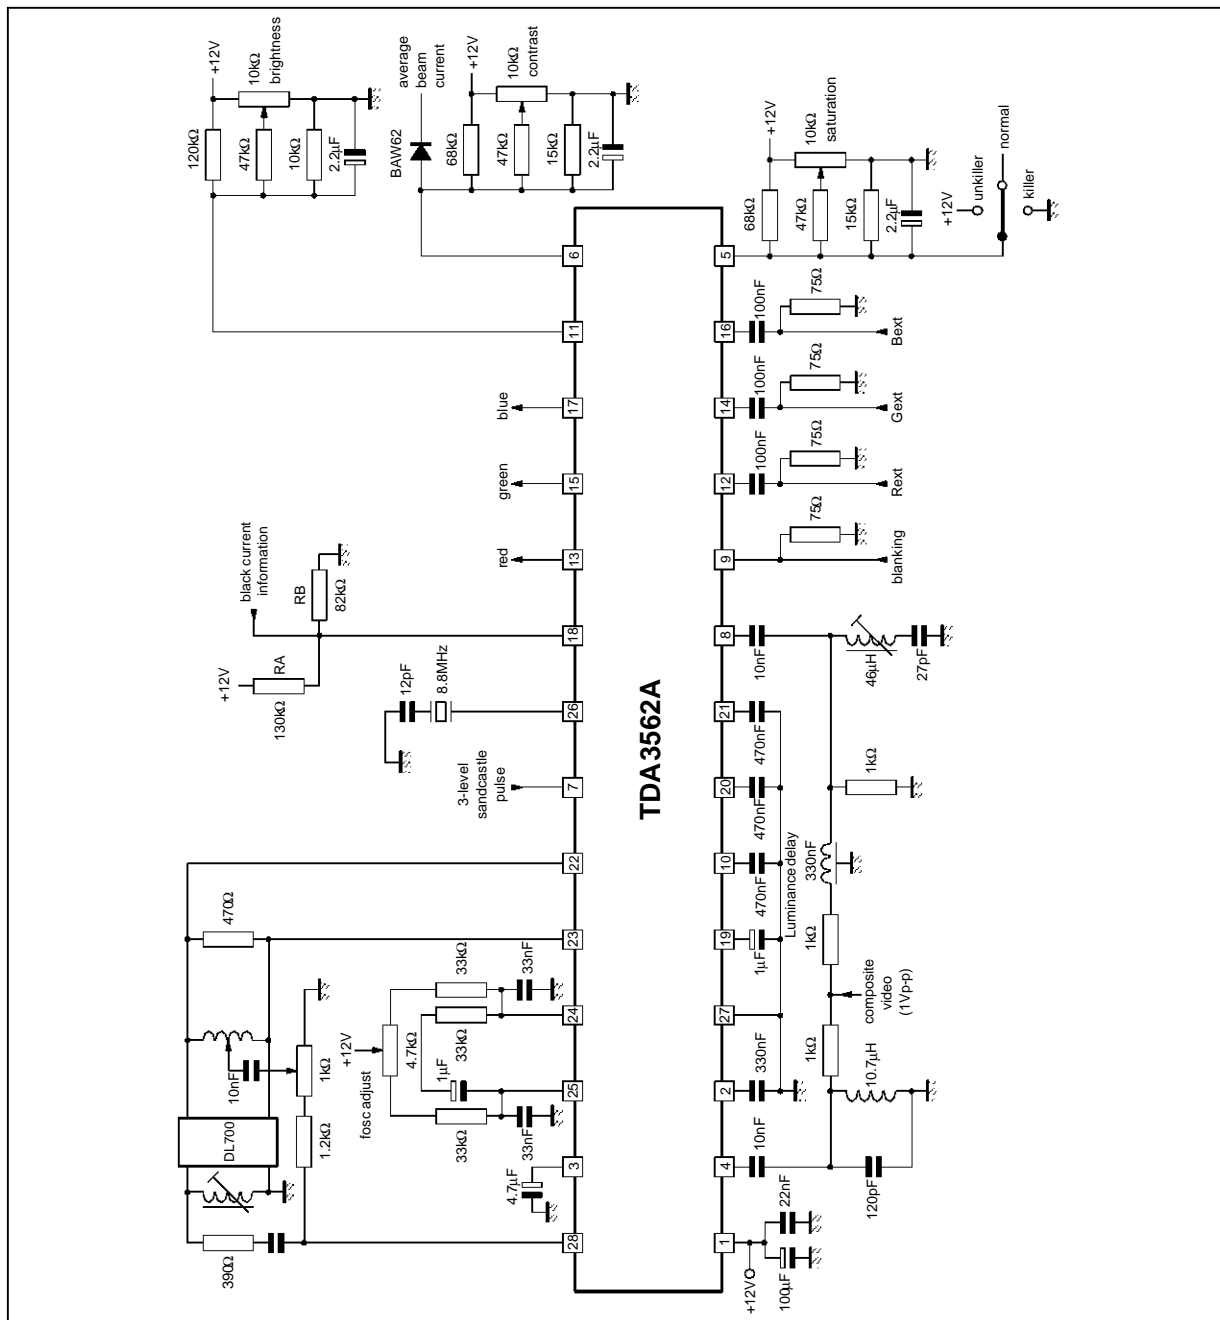 +12V
10kΩ
brightness
120kΩ
47kΩ
10kΩ
2.2µF
average
beam
current
BAW62
+12V
10kΩ
contrast
68kΩ
47kΩ
15kΩ
2.2µF
+12V
10kΩ
saturation
68kΩ
47kΩ
15kΩ
2.2µF
+12V
unkiller
normal
killer
6
5
11
16
100nF
75Ω
Bext
blue
17
14
100nF
75Ω
Gext
green
15
12
100nF
75Ω
Rext
red
13
9
75Ω
blanking
black current
information
RB
82kΩ
+12V
RA
130kΩ
18
8
10nF
46µH
27pF
12pF
8.8MHz
26
TDA3562A
21
470nF
3-level
sandcastle
pulse
7
20
470nF
1kΩ
22
10
470nF
Luminance delay
330nF
470Ω
23
19
1µF
1kΩ
33kΩ
33nF
24
27
composite
video
(1Vp-p)
10nF
1kΩ
+12V
4.7kΩ
33kΩ
1µF
fosc adjust
25
2
330nF
1kΩ
10.7µH
DL700
1.2kΩ
33kΩ
33nF
4.7µF
3
4
10nF
120pF
390Ω
28
1
+12V
22nF
100µF